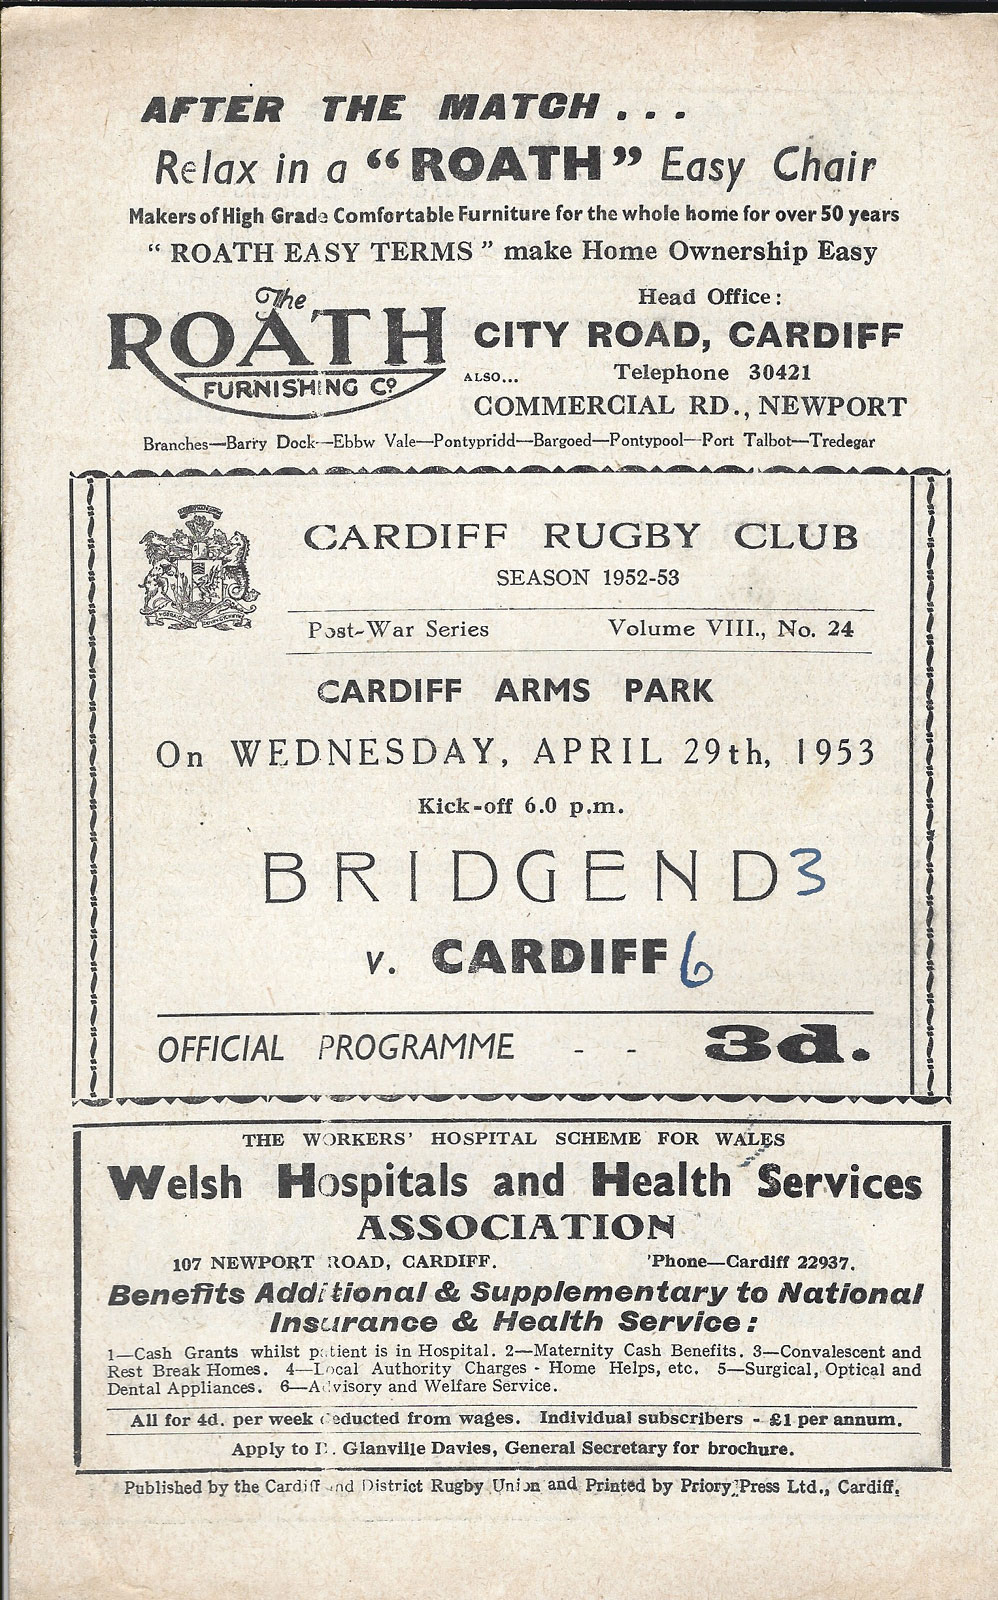 AFTER THE MATCH . . .
Relax in a "ROATH" Easy Chair
Makers of High Grade Comfortable Furniture for the whole home for over 50 years
"ROATH EASY TERMS" make Home Ownership Easy
The
ROATH
FURNISHING Co
Head Office:
CITY ROAD, CARDIFF
ALSO... Telephone 30421
COMMERCIAL RD., NEWPORT
Branches—Barry Dock—Ebbw Vale—Pontypridd—Bargoed—Pontypool—Port Talbot—Tredegar
CARDIFF RUGBY CLUB
SEASON 1952-53
Post-War Series Volume VIII., No. 24
CARDIFF ARMS PARK
On WEDNESDAY, APRIL 29th, 1953
Kick-off 6.0 p.m.
BRIDGEND 3
v. CARDIFF 6
OFFICIAL PROGRAMME - - 3d.
THE WORKERS' HOSPITAL SCHEME FOR WALES
Welsh Hospitals and Health Services
ASSOCIATION
107 NEWPORT ROAD, CARDIFF. 'Phone—Cardiff 22937.
Benefits Additional & Supplementary to National
Insurance & Health Service:
1—Cash Grants whilst patient is in Hospital. 2—Maternity Cash Benefits. 3—Convalescent and
Rest Break Homes. 4—Local Authority Charges - Home Helps, etc. 5—Surgical, Optical and
Dental Appliances. 6—Advisory and Welfare Service.
All for 4d. per week deducted from wages. Individual subscribers - £1 per annum.
Apply to Glanville Davies, General Secretary for brochure.
Published by the Cardiff and District Rugby Union and Printed by Priory Press Ltd., Cardiff.